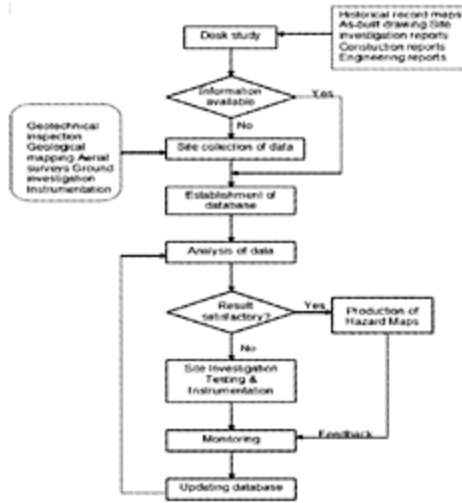 Historical record maps
As-built drawing Site
investigation reports
Constuction reports
Engineering reports
Desk study
Information
available
Yes
No
Geotechnical
inspection
Geological
mapping Aerial
surveys Ground
investigation
Instrumentation
Site collection of data
Establishment of
database
Analysis of data
Result
satisfactory?
Yes
Production of
Hazard Maps
No
Site Investigation
Testing &
Instrumentation
Monitoring
Feedback
Updating database